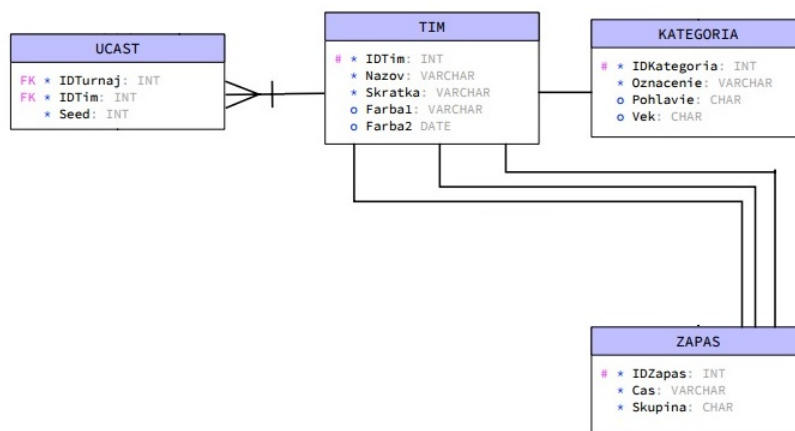 UCAST
FK * IDTurnaj: INT
FK * IDTim: INT
* Seed: INT
TIM
# * IDTim: INT
* Nazov: VARCHAR
* Skratka: VARCHAR
o Farba1: VARCHAR
o Farba2 DATE
KATEGORIA
# * IDKategoria: INT
* Oznacenie: VARCHAR
o Pohlavie: CHAR
o Vek: CHAR
ZAPAS
# * IDZapas: INT
* Cas: VARCHAR
* Skupina: CHAR